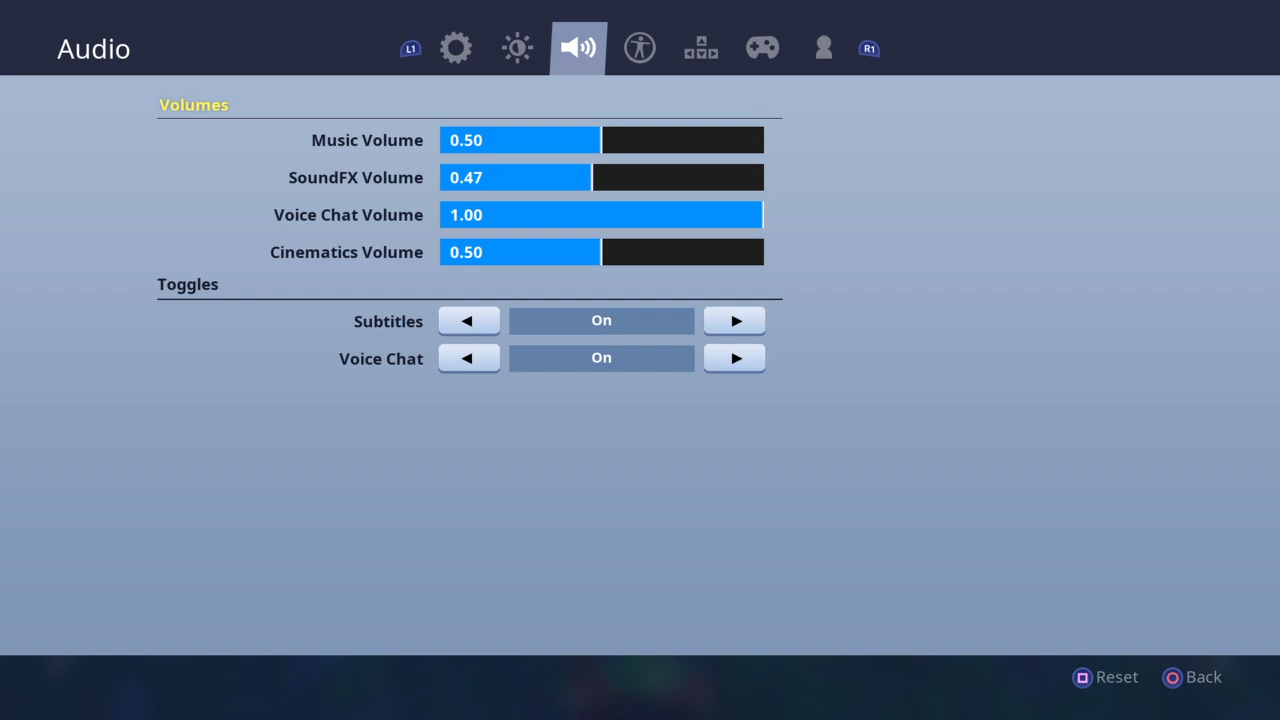 Audio
L1
R1
Volumes
Music Volume 0.50
SoundFX Volume 0.47
Voice Chat Volume 1.00
Cinematics Volume 0.50
Toggles
Subtitles On
Voice Chat On
Reset Back